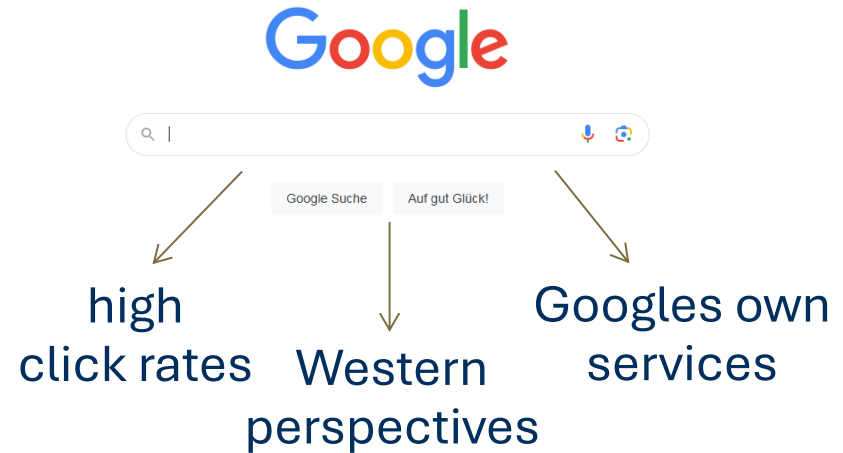 Google
Google Suche
Auf gut Glück!
high
click rates
Western
perspectives
Googles own
services